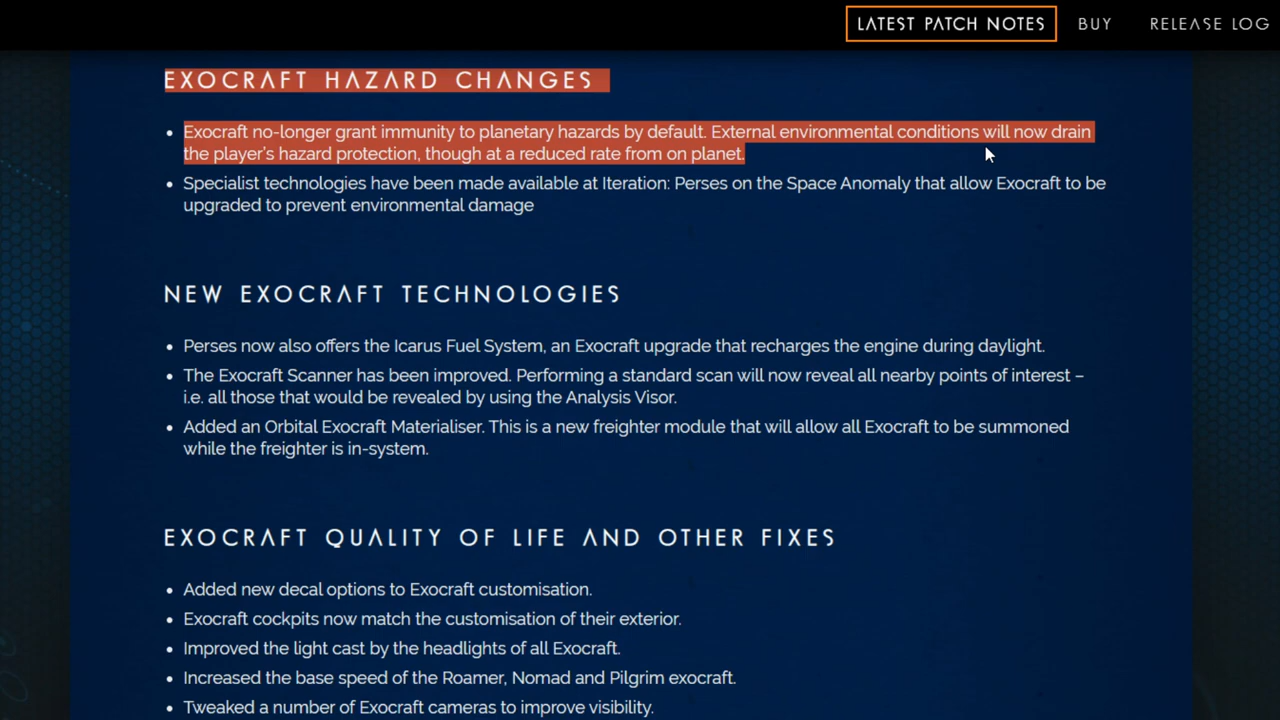 LATEST PATCH NOTES BUY RELEASE LOG
EXOCRAFT HAZARD CHANGES
• Exocraft no-longer grant immunity to planetary hazards by default. External environmental conditions will now drain
the player's hazard protection, though at a reduced rate from on planet.
• Specialist technologies have been made available at Iteration: Perses on the Space Anomaly that allow Exocraft to be
upgraded to prevent environmental damage
NEW EXOCRAFT TECHNOLOGIES
• Perses now also offers the Icarus Fuel System, an Exocraft upgrade that recharges the engine during daylight.
• The Exocraft Scanner has been improved. Performing a standard scan will now reveal all nearby points of interest –
i.e. all those that would be revealed by using the Analysis Visor.
• Added an Orbital Exocraft Materialiser. This is a new freighter module that will allow all Exocraft to be summoned
while the freighter is in-system.
EXOCRAFT QUALITY OF LIFE AND OTHER FIXES
• Added new decal options to Exocraft customisation.
• Exocraft cockpits now match the customisation of their exterior.
• Improved the light cast by the headlights of all Exocraft.
• Increased the base speed of the Roamer, Nomad and Pilgrim exocraft.
• Tweaked a number of Exocraft cameras to improve visibility.